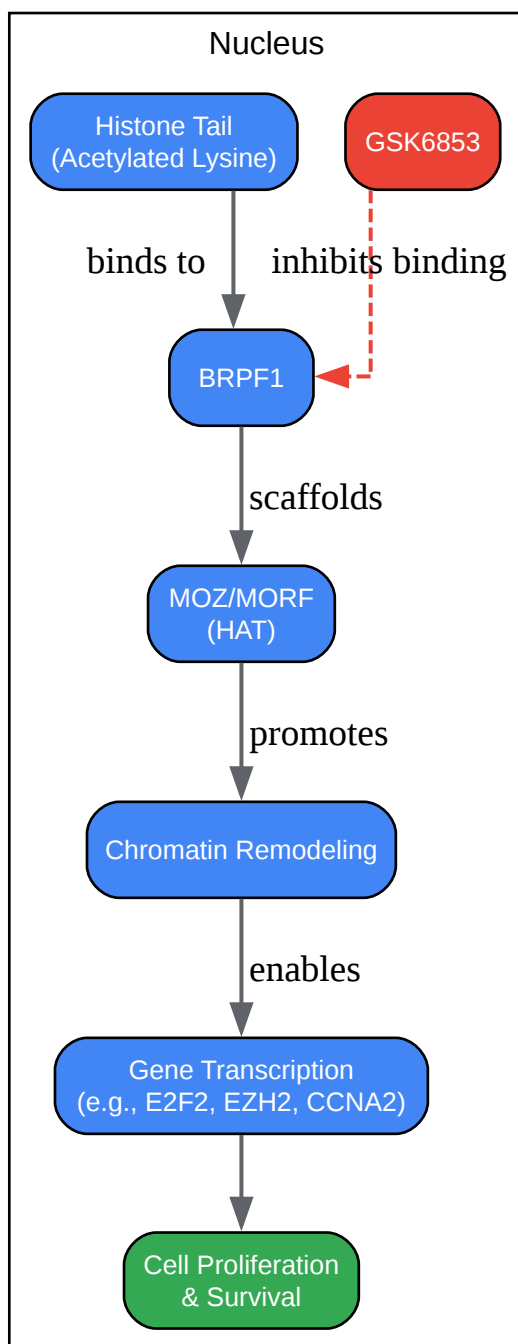 Nucleus
Histone Tail
(Acetylated Lysine)
GSK6853
binds to
inhibits binding
BRPF1
scaffolds
MOZ/MORF
(HAT)
promotes
Chromatin Remodeling
enables
Gene Transcription
(e.g., E2F2, EZH2, CCNA2)
Cell Proliferation
& Survival